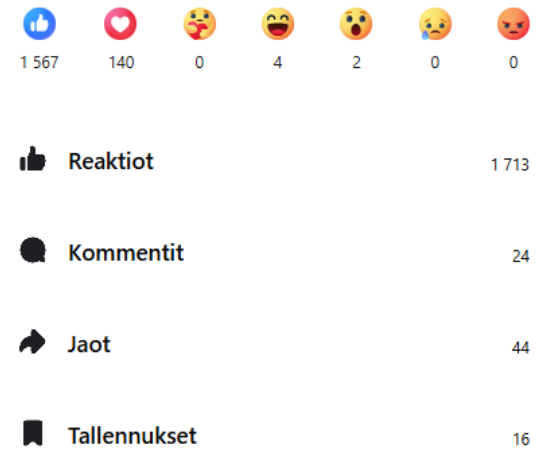 1 567 140 0 4 2 0 0
Reaktiot 1 713
Kommentit 24
Jaot 44
Tallennukset 16